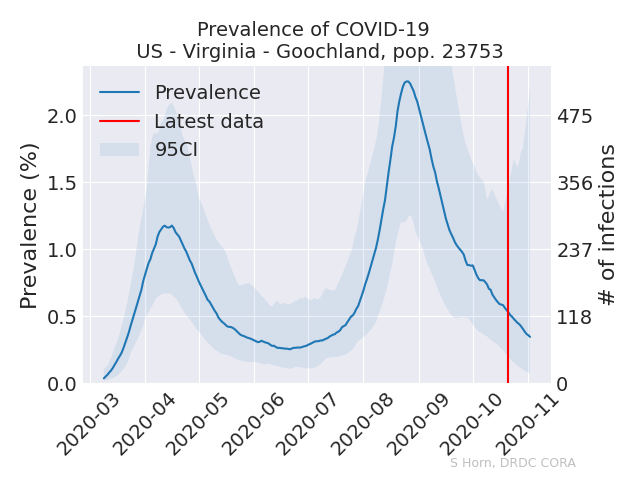 Prevalence of COVID-19
US - Virginia - Goochland, pop. 23753
Prevalence
Latest data
95CI
Prevalence (%)
2.0
1.5
1.0
0.5
0.0
475
356
237
118
0
# of infections
2020-03
2020-04
2020-05
2020-06
2020-07
2020-08
2020-09
2020-10
2020-11
S Horn, DRDC CORA